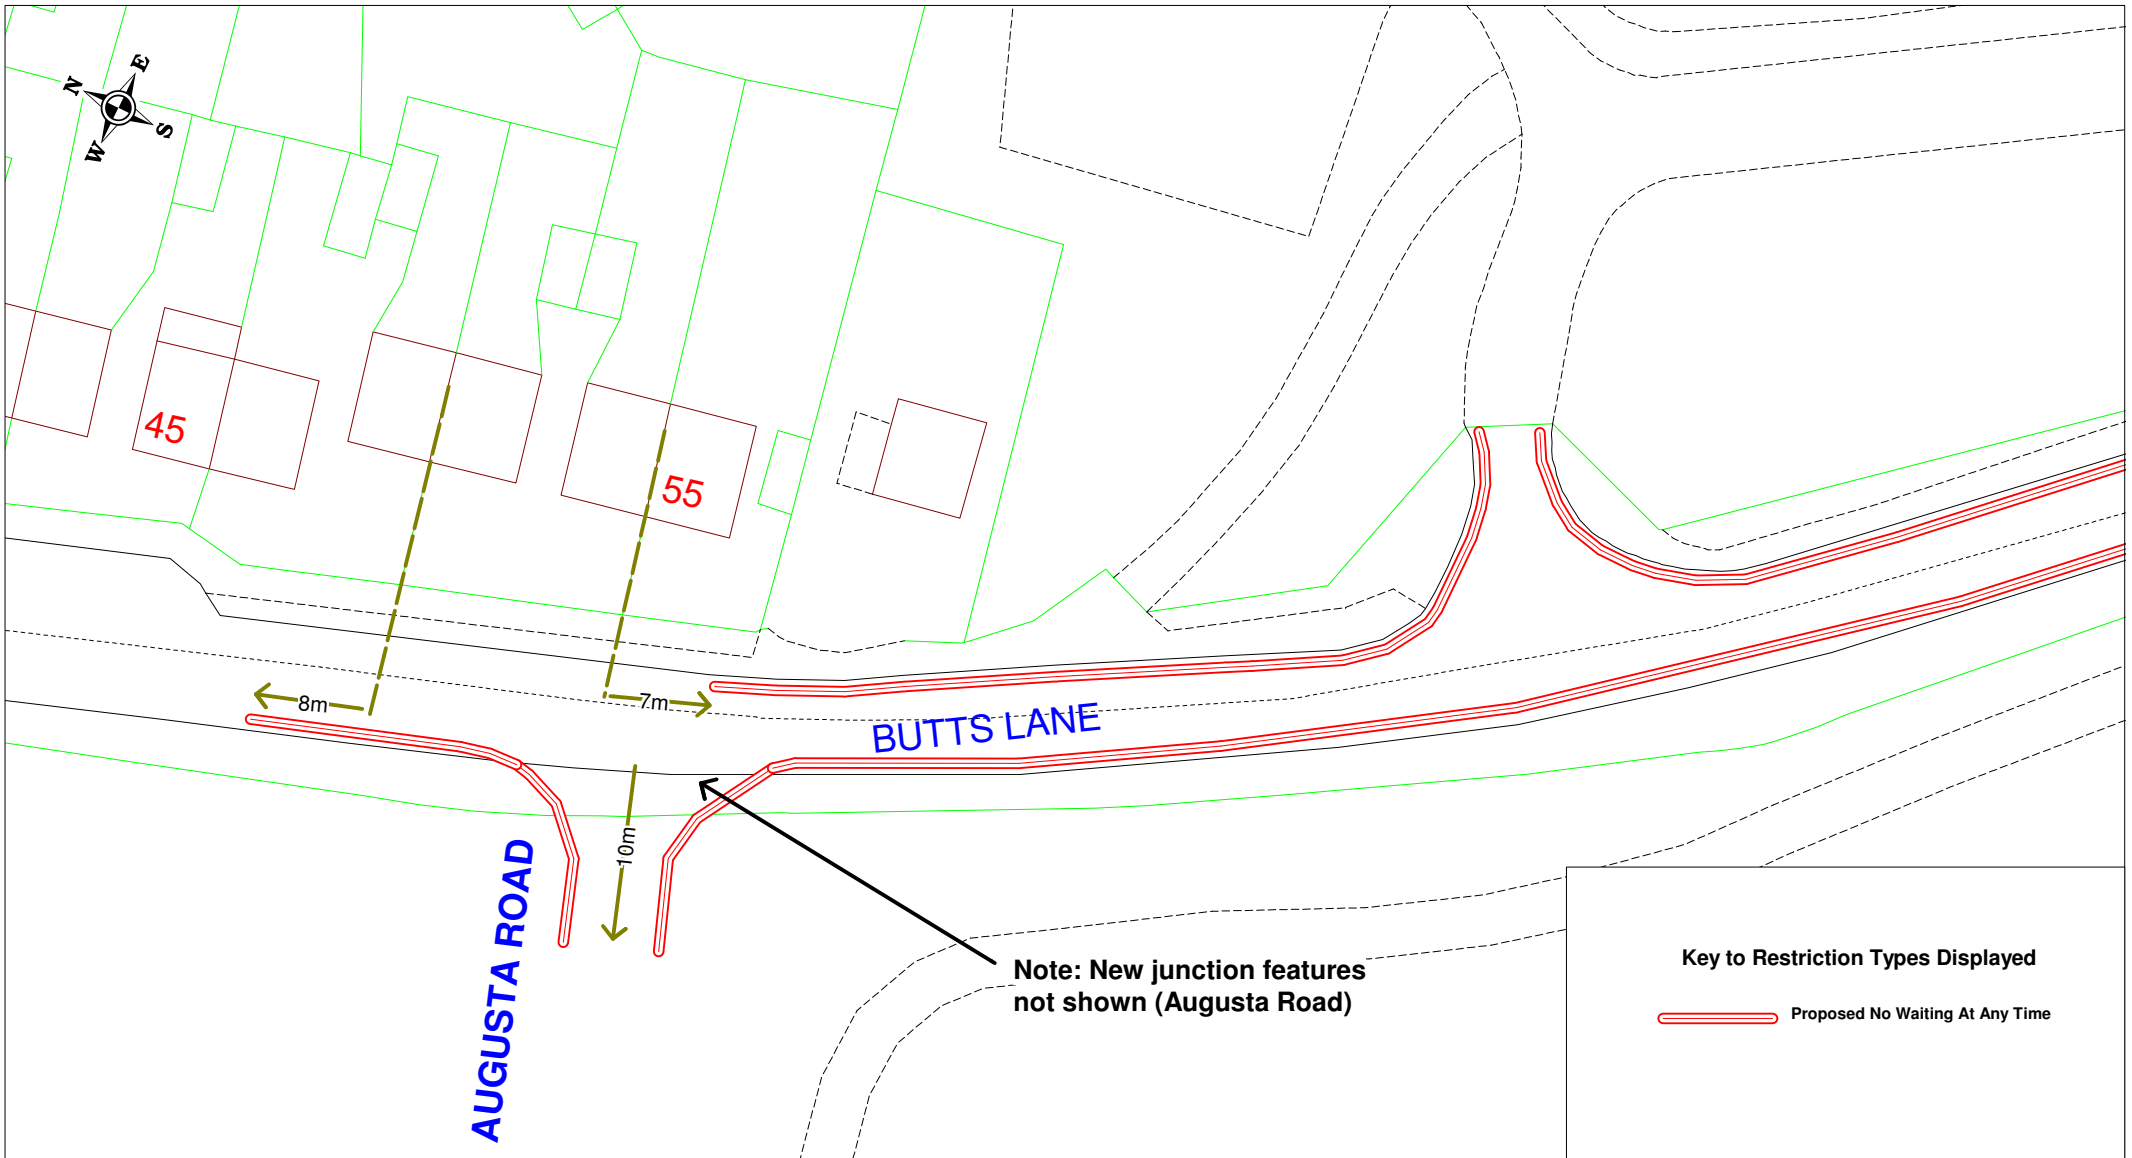 N
E
S
W
45
55
8m
7m
BUTTS LANE
10m
AUGUSTA ROAD
Note: New junction features
not shown (Augusta Road)
Key to Restriction Types Displayed
Proposed No Waiting At Any Time